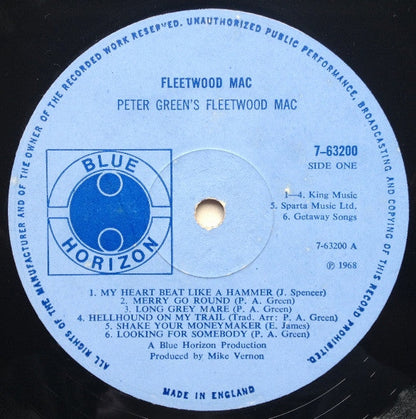 ALL RIGHTS OF THE MANUFACTURER AND OF THE OWNER OF THE RECORDED WORK RESERVED. UNAUTHORIZED PUBLIC PERFORMANCE, BROADCASTING AND COPYING OF THIS RECORD PROHIBITED.
FLEETWOOD MAC
PETER GREEN'S FLEETWOOD MAC
7-63200
SIDE ONE
BLUE
HORIZON
1—4. King Music
5. Sparta Music Ltd,
6. Getaway Songs
7-63200 A
℗ 1968
1. MY HEART BEAT LIKE A HAMMER (J. Spencer)
2. MERRY GO ROUND (P. A. Green)
3. LONG GREY MARE (P. A. Green)
4. HELLHOUND ON MY TRAIL (Trad. Arr: P. A. Green)
5. SHAKE YOUR MONEYMAKER (E. James)
6. LOOKING FOR SOMEBODY (P. A. Green)
A Blue Horizon Production
Produced by Mike Vernon
MADE IN ENGLAND